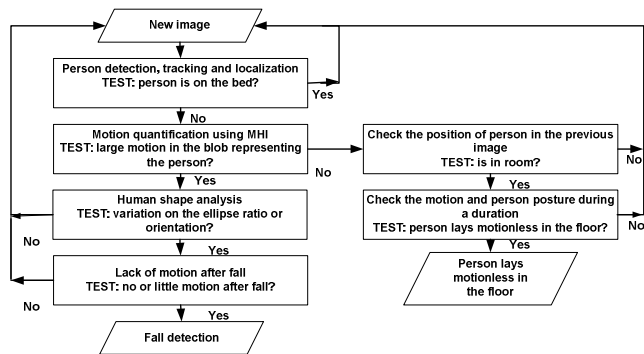 New image
Person detection, tracking and localization
TEST: person is on the bed?
Yes
No
Motion quantification using MHI
TEST: large motion in the blob representing
the person?
No
Yes
Check the position of person in the previous
image
TEST: is in room?
No
Yes
Human shape analysis
TEST: variation on the ellipse ratio or
orientation?
No
Yes
Check the motion and person posture during
a duration
TEST: person lays motionless in the floor?
No
Yes
Lack of motion after fall
TEST: no or little motion after fall?
No
Yes
Person lays
motionless in
the floor
Fall detection